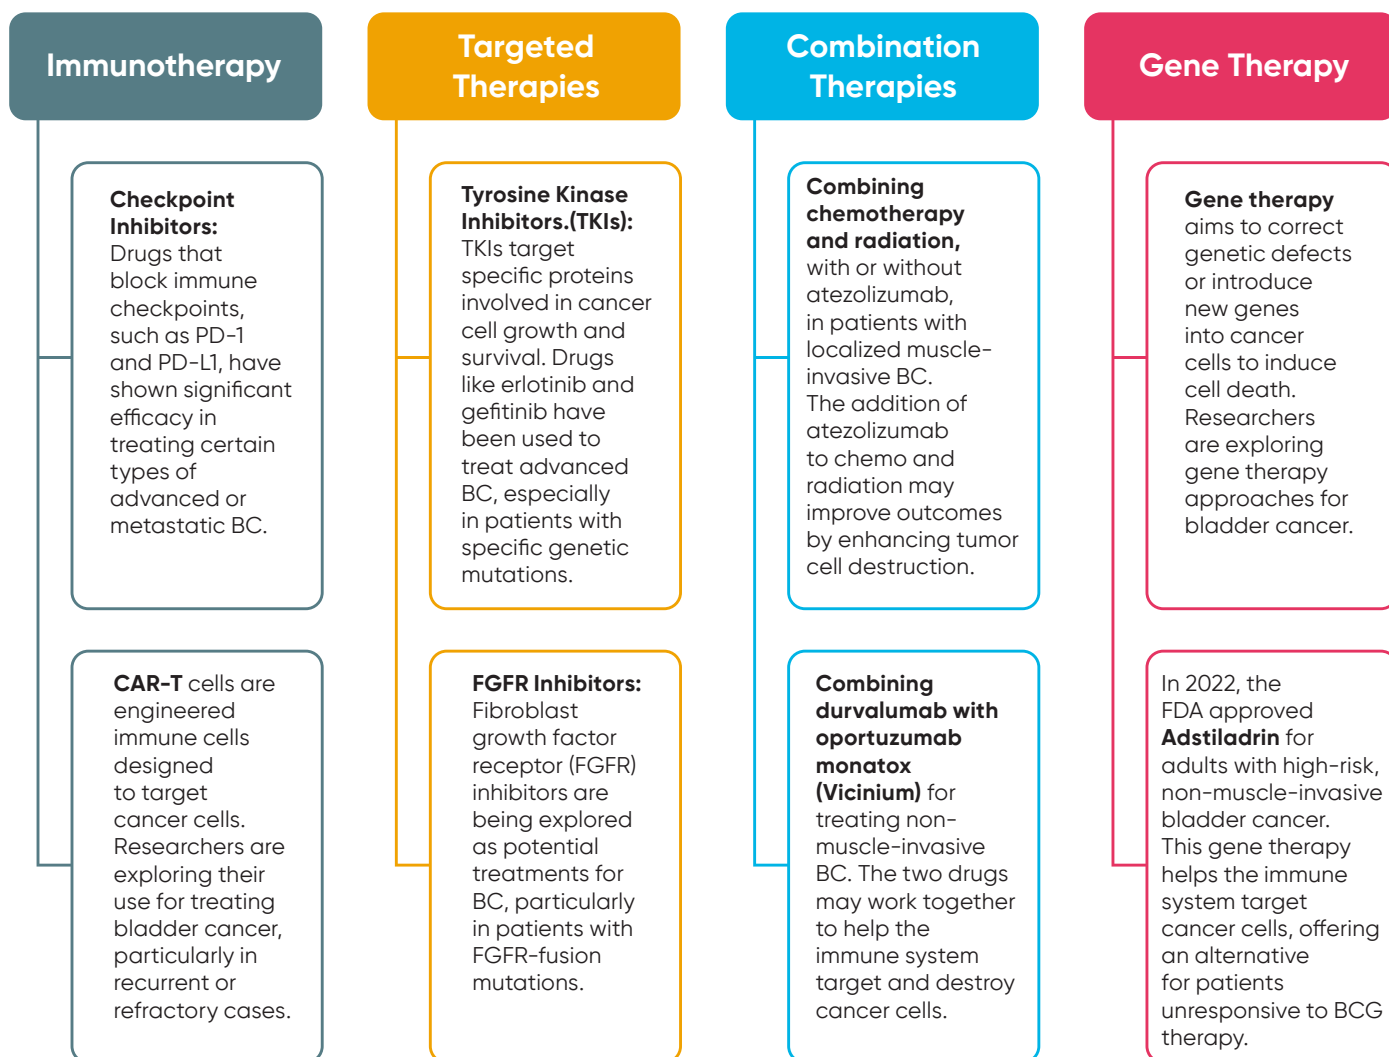 Immunotherapy
Checkpoint
Inhibitors:
Drugs that
block immune
checkpoints,
such as PD-1
and PD-L1, have
shown significant
efficacy in
treating certain
types of
advanced or
metastatic BC.
CAR-T cells are
engineered
immune cells
designed
to target
cancer cells.
Researchers are
exploring their
use for treating
bladder cancer,
particularly in
recurrent or
refractory cases.
Targeted
Therapies
Tyrosine Kinase
Inhibitors.(TKIs):
TKIs target
specific proteins
involved in cancer
cell growth and
survival. Drugs
like erlotinib and
gefitinib have
been used to
treat advanced
BC, especially
in patients with
specific genetic
mutations.
FGFR Inhibitors:
Fibroblast
growth factor
receptor (FGFR)
inhibitors are
being explored
as potential
treatments for
BC, particularly
in patients with
FGFR-fusion
mutations.
Combination
Therapies
Combining
chemotherapy
and radiation,
with or without
atezolizumab,
in patients with
localized muscle-
invasive BC.
The addition of
atezolizumab
to chemo and
radiation may
improve outcomes
by enhancing tumor
cell destruction.
Combining
durvalumab with
oportuzumab
monatox
(Vicinium) for
treating non-
muscle-invasive
BC. The two drugs
may work together
to help the
immune system
target and destroy
cancer cells.
Gene Therapy
Gene therapy
aims to correct
genetic defects
or introduce
new genes
into cancer
cells to induce
cell death.
Researchers
are exploring
gene therapy
approaches for
bladder cancer.
In 2022, the
FDA approved
Adstiladrin for
adults with high-risk,
non-muscle-invasive
bladder cancer.
This gene therapy
helps the immune
system target
cancer cells, offering
an alternative
for patients
unresponsive to BCG
therapy.